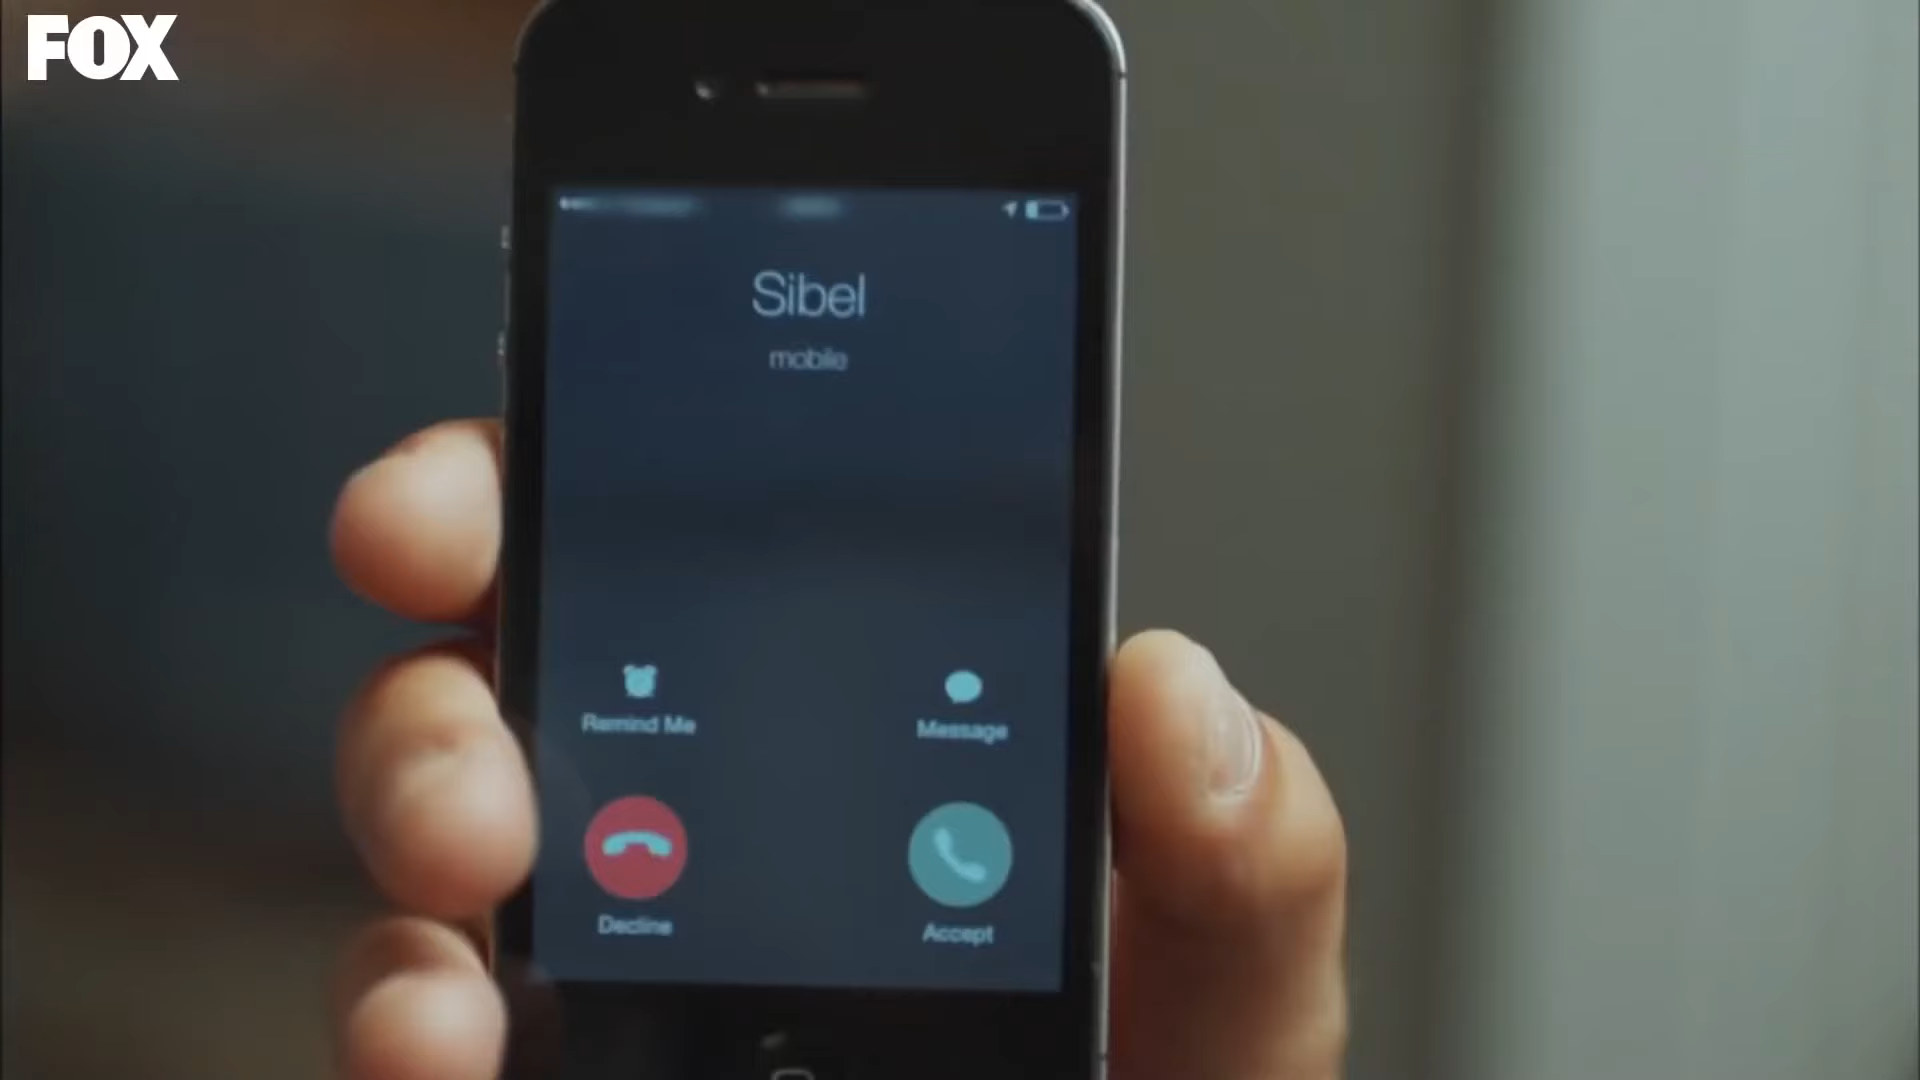 FOX
Sibel
mobile
Remind Me
Message
Decline
Accept